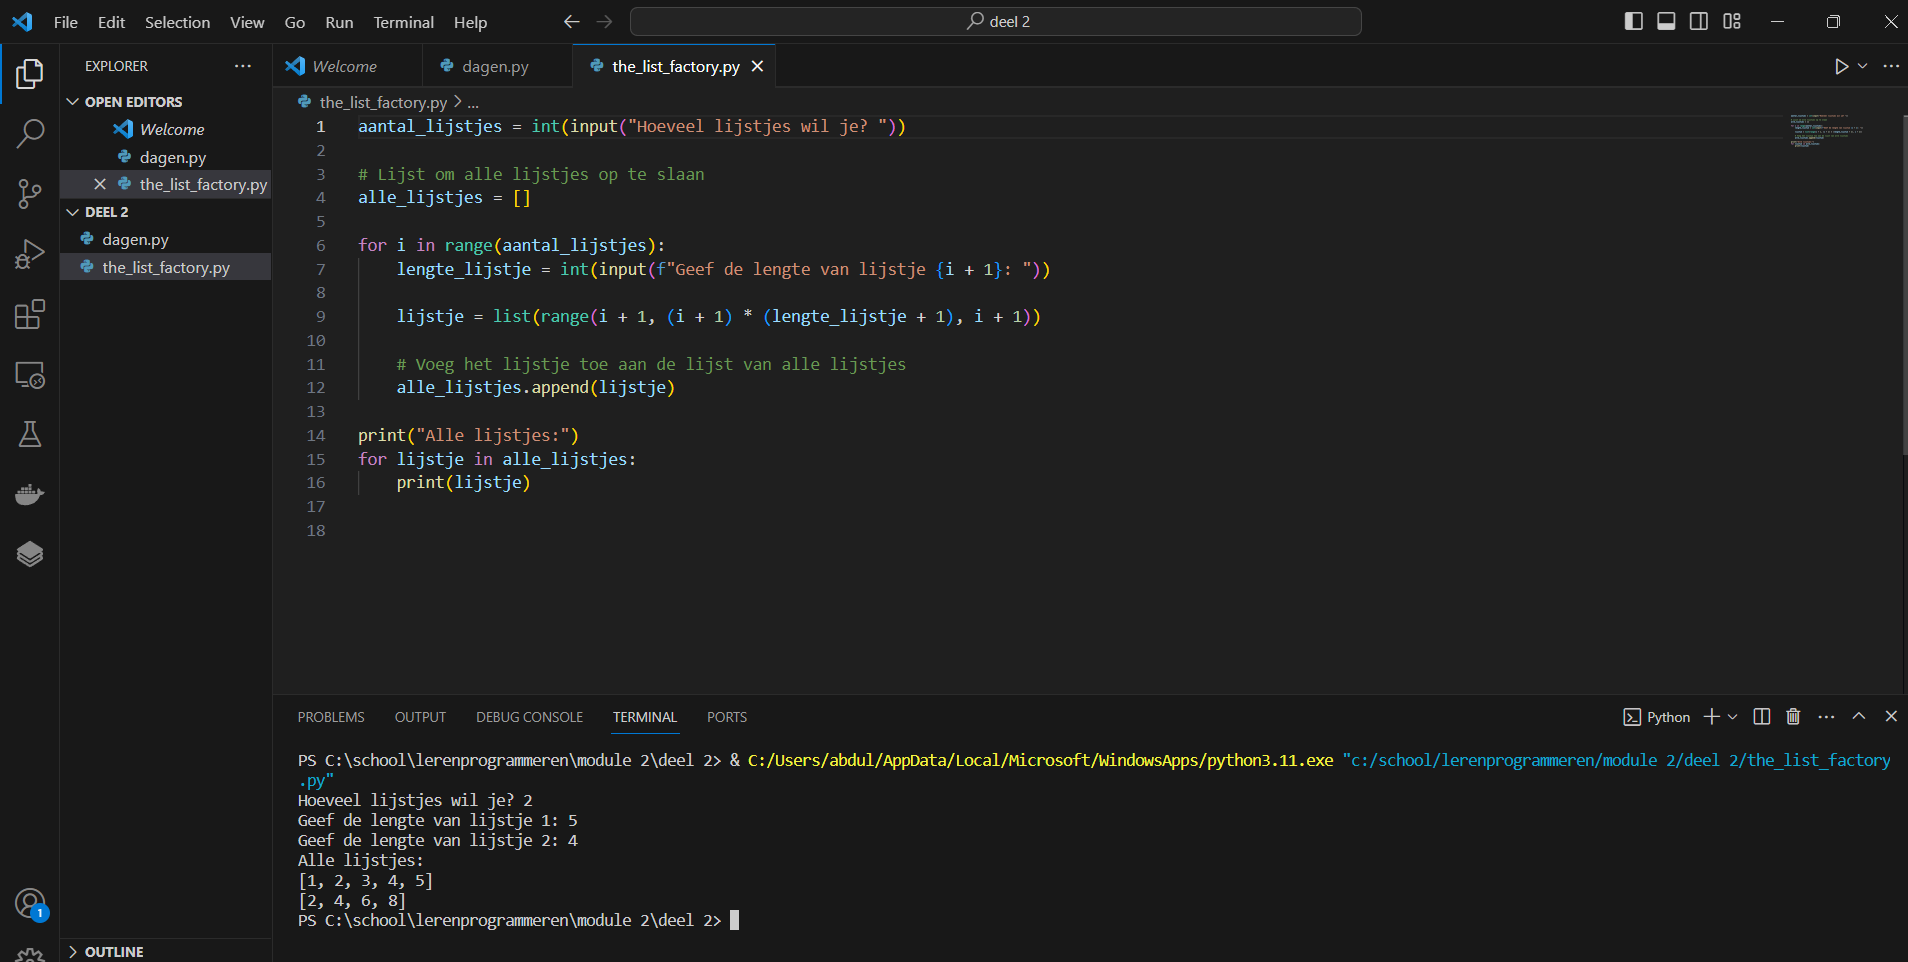 File Edit Selection View Go Run Terminal Help
deel 2
EXPLORER
OPEN EDITORS
Welcome
dagen.py
the_list_factory.py
DEEL 2
dagen.py
the_list_factory.py
OUTLINE
1
Welcome dagen.py the_list_factory.py
the_list_factory.py > ...
1 aantal_lijstjes = int(input("Hoeveel lijstjes wil je? "))
2
3 # Lijst om alle lijstjes op te slaan
4 alle_lijstjes = []
5
6 for i in range(aantal_lijstjes):
7     lengte_lijstje = int(input(f"Geef de lengte van lijstje {i + 1}: "))
8
9     lijstje = list(range(i + 1, (i + 1) * (lengte_lijstje + 1), i + 1))
10
11     # Voeg het lijstje toe aan de lijst van alle lijstjes
12     alle_lijstjes.append(lijstje)
13
14 print("Alle lijstjes:")
15 for lijstje in alle_lijstjes:
16     print(lijstje)
17
18
PROBLEMS OUTPUT DEBUG CONSOLE TERMINAL PORTS
Python
PS C:\school\lerenprogrammeren\module 2\deel 2> & C:/Users/abdul/AppData/Local/Microsoft/WindowsApps/python3.11.exe "c:/school/lerenprogrammeren/module 2/deel 2/the_list_factory
.py"
Hoeveel lijstjes wil je? 2
Geef de lengte van lijstje 1: 5
Geef de lengte van lijstje 2: 4
Alle lijstjes:
[1, 2, 3, 4, 5]
[2, 4, 6, 8]
PS C:\school\lerenprogrammeren\module 2\deel 2>